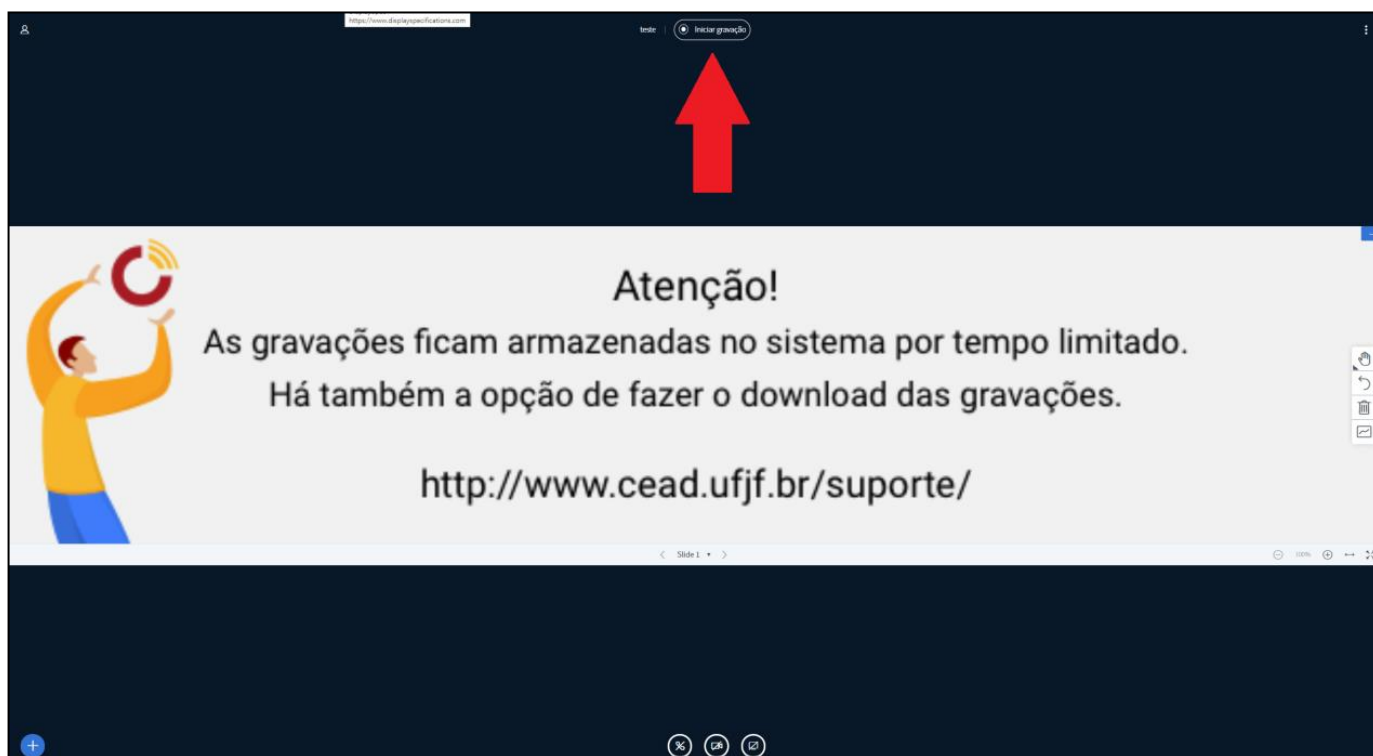 https://www.displayspecifications.com
teste
Iniciar gravação
Atenção!
As gravações ficam armazenadas no sistema por tempo limitado.
Há também a opção de fazer o download das gravações.
http://www.cead.ufjf.br/suporte/
Slide 1
100%